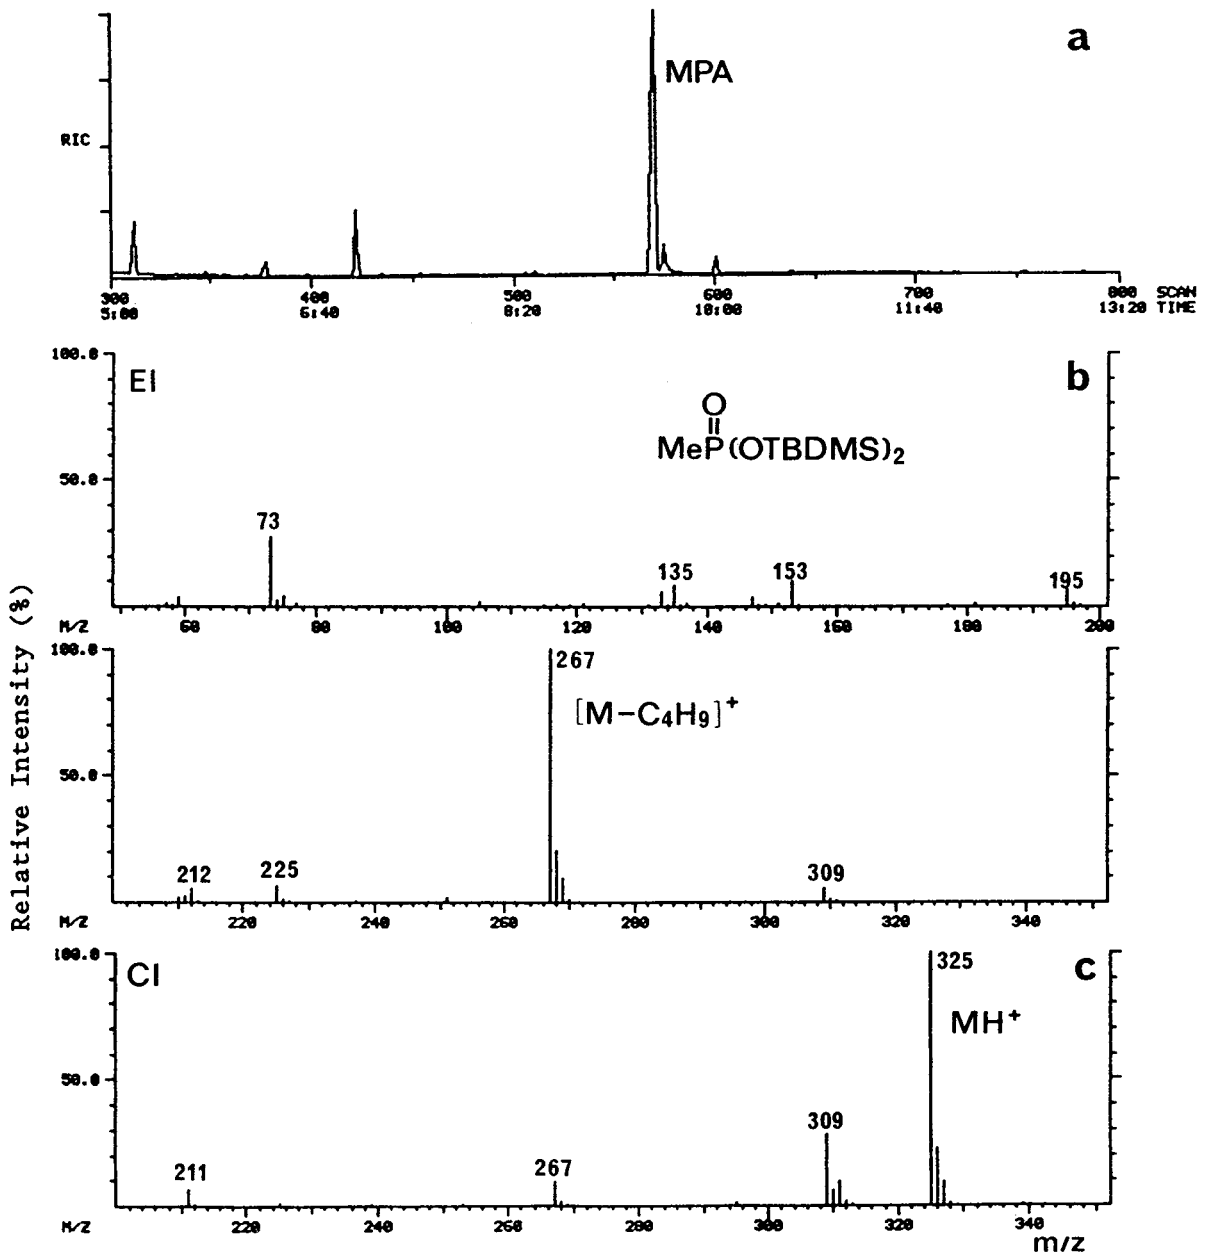 a
MPA
RIC
300 400 500 600 700 800 SCAN
5:00 6:40 8:20 10:00 11:40 13:20 TIME
100.0
EI
b
O
MeP(OTBDMS)2
50.0
73
135
153
195
M/Z 60 80 100 120 140 160 180 200
Relative Intensity (%)
100.0
267
[M-C4H9]+
50.0
212
225
309
M/Z 220 240 260 280 300 320 340
100.0
CI
325
c
MH+
50.0
309
211
267
M/Z 220 240 260 280 300 320 340
m/z